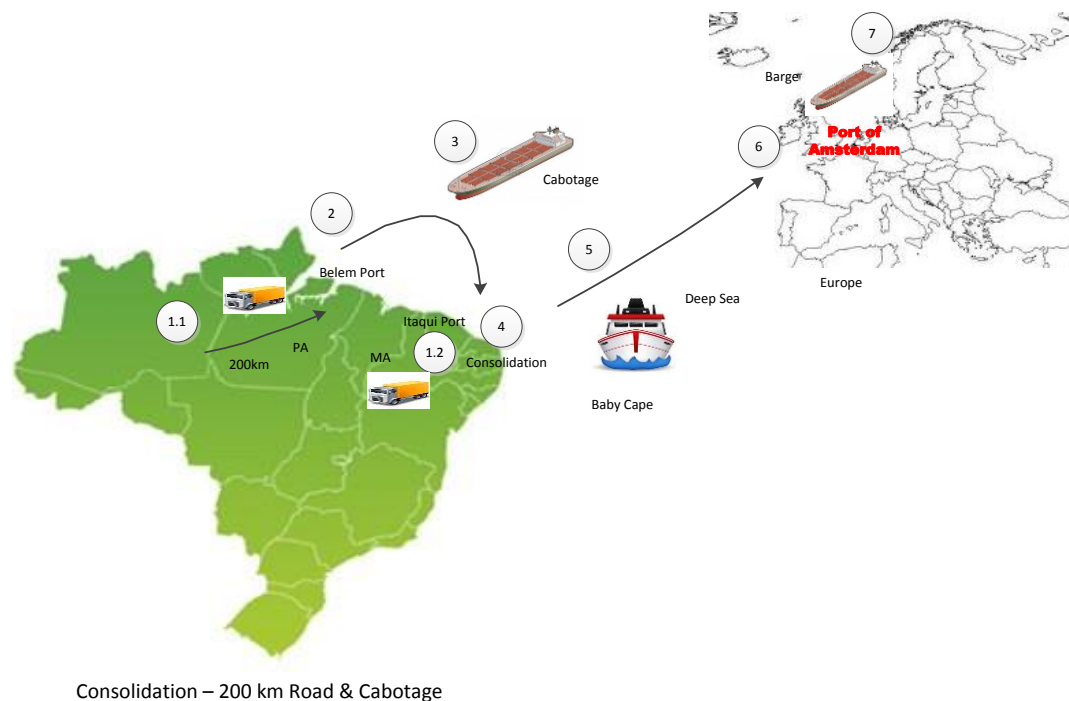 7
Barge
Port of
Amsterdam
6
3
Cabotage
2
5
Belem Port
Deep Sea
Europe
1.1
Itaqui Port
4
PA
MA
1.2
Consolidation
200km
Baby Cape
Consolidation – 200 km Road & Cabotage